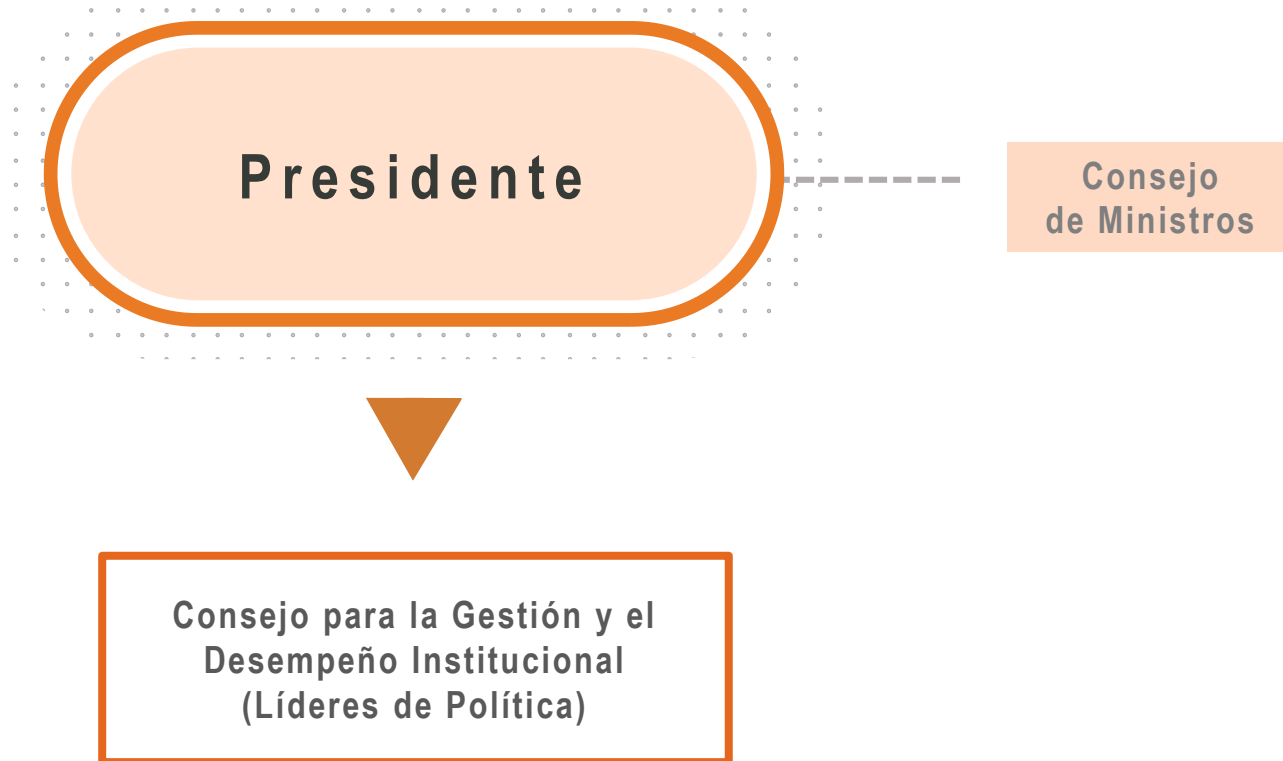 Presidente
Consejo
de Ministros
Consejo para la Gestión y el
Desempeño Institucional
(Líderes de Política)